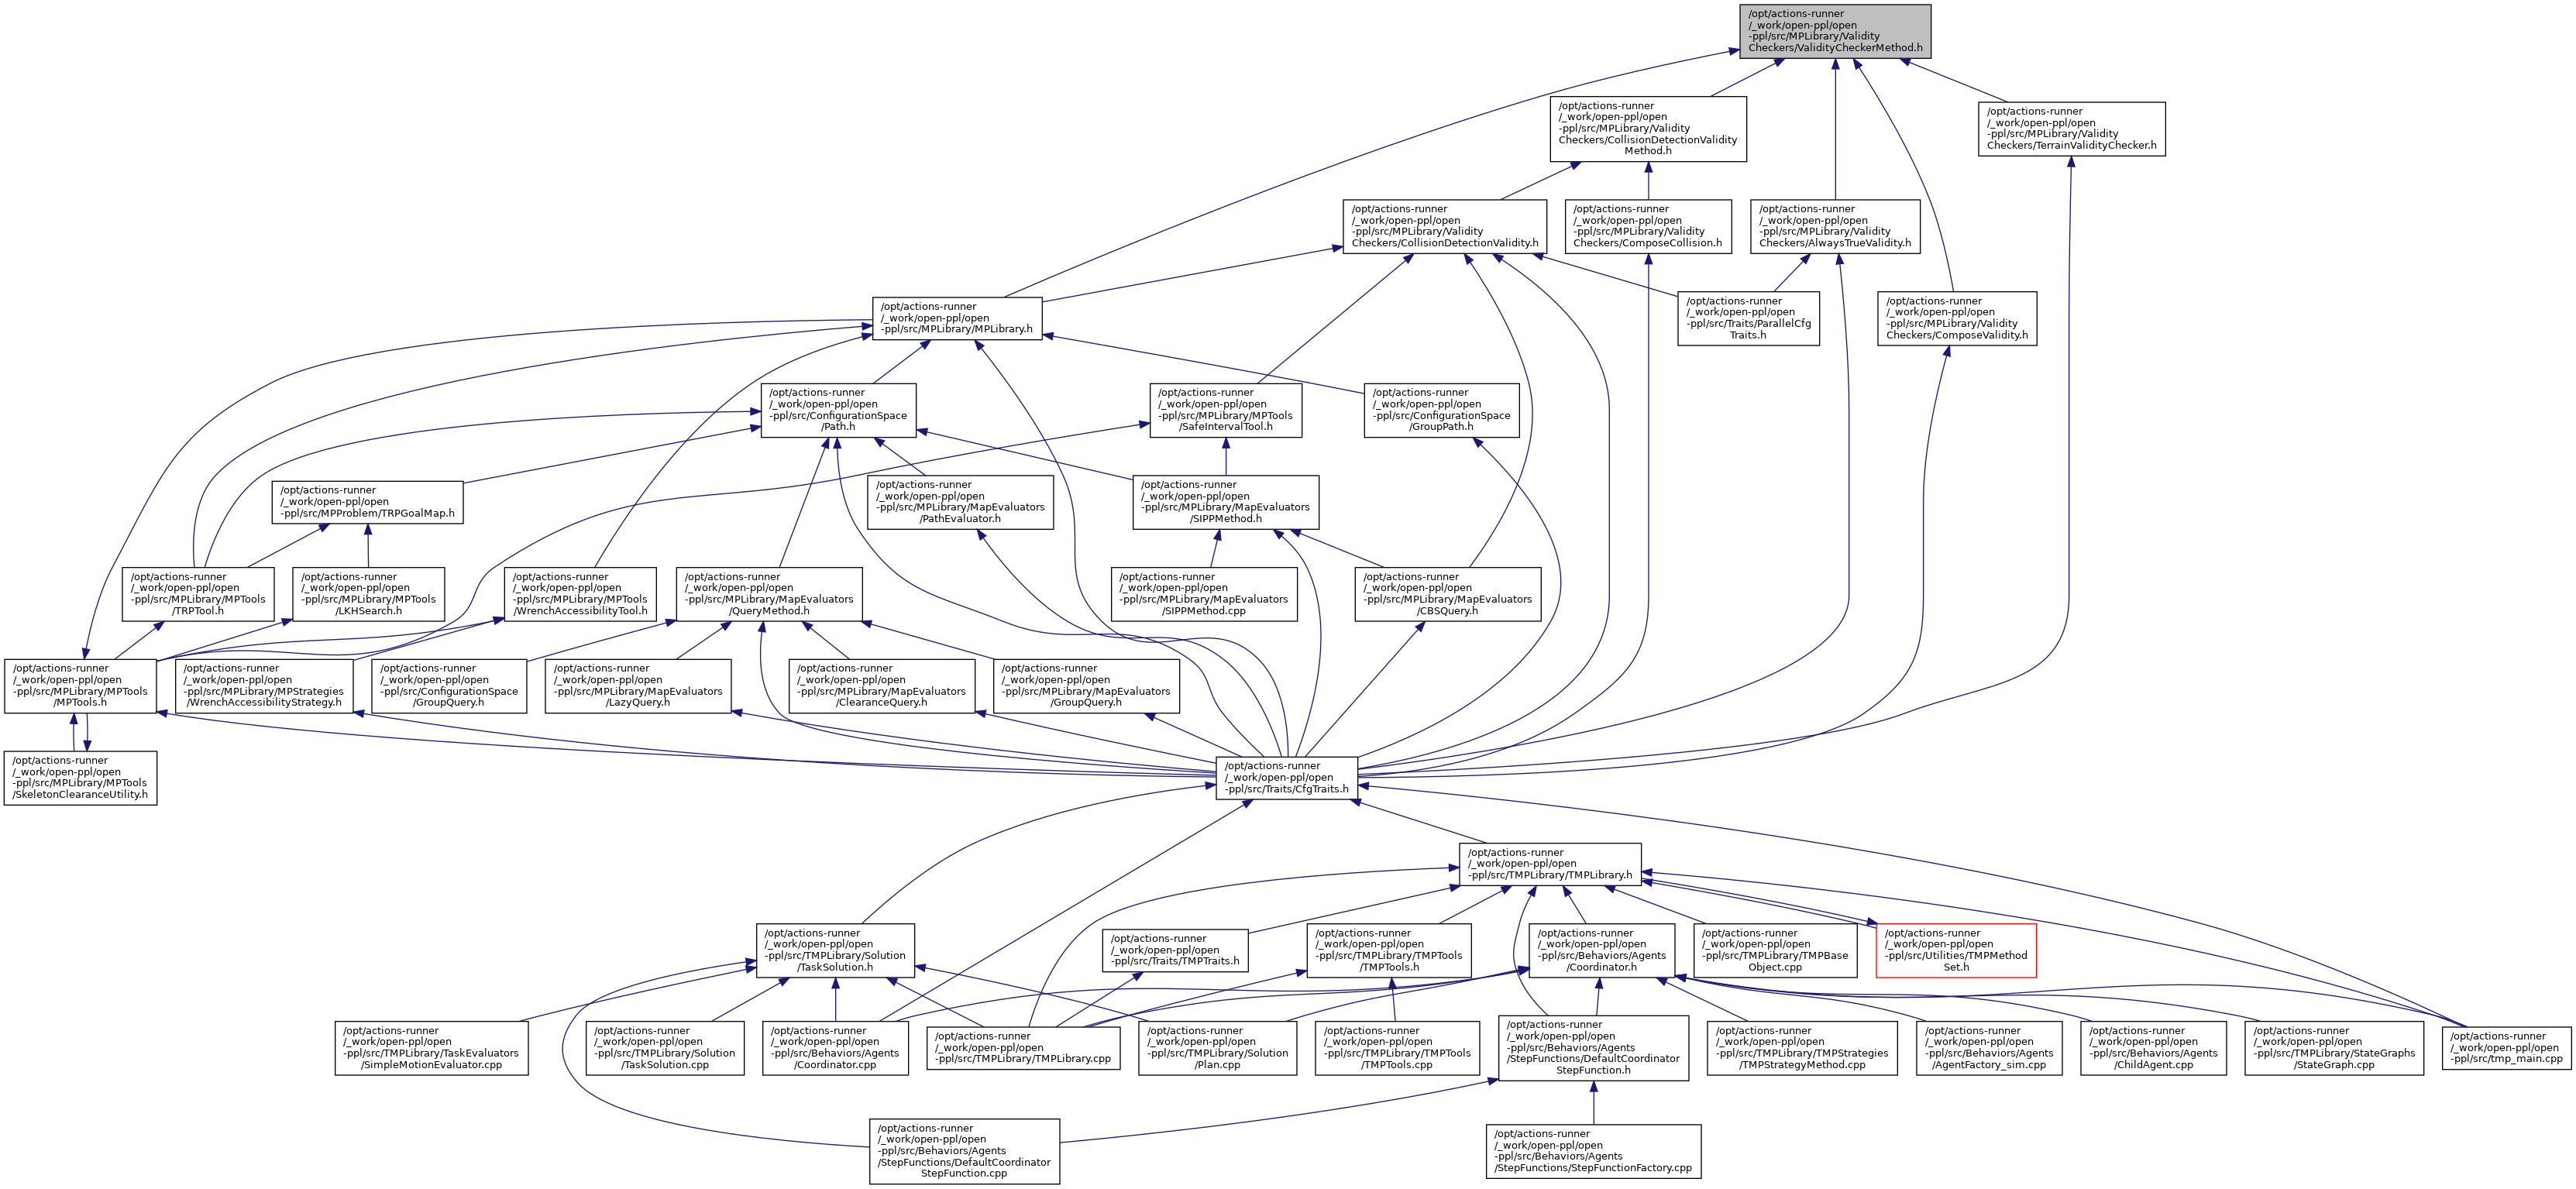 /opt/actions-runner
/_work/open-ppl/open
-ppl/src/MPLibrary/Validity
Checkers/ValidityCheckerMethod.h
/opt/actions-runner
/_work/open-ppl/open
-ppl/src/MPLibrary/Validity
Checkers/CollisionDetectionValidity
Method.h
/opt/actions-runner
/_work/open-ppl/open
-ppl/src/MPLibrary/Validity
Checkers/TerrainValidityChecker.h
/opt/actions-runner
/_work/open-ppl/open
-ppl/src/MPLibrary/Validity
Checkers/CollisionDetectionValidity.h
/opt/actions-runner
/_work/open-ppl/open
-ppl/src/MPLibrary/Validity
Checkers/ComposeCollision.h
/opt/actions-runner
/_work/open-ppl/open
-ppl/src/MPLibrary/Validity
Checkers/AlwaysTrueValidity.h
/opt/actions-runner
/_work/open-ppl/open
-ppl/src/MPLibrary/MPLibrary.h
/opt/actions-runner
/_work/open-ppl/open
-ppl/src/Traits/ParallelCfg
Traits.h
/opt/actions-runner
/_work/open-ppl/open
-ppl/src/MPLibrary/Validity
Checkers/ComposeValidity.h
/opt/actions-runner
/_work/open-ppl/open
-ppl/src/ConfigurationSpace
/Path.h
/opt/actions-runner
/_work/open-ppl/open
-ppl/src/MPLibrary/MPTools
/SafeIntervalTool.h
/opt/actions-runner
/_work/open-ppl/open
-ppl/src/ConfigurationSpace
/GroupPath.h
/opt/actions-runner
/_work/open-ppl/open
-ppl/src/MPProblem/TRPGoalMap.h
/opt/actions-runner
/_work/open-ppl/open
-ppl/src/MPLibrary/MapEvaluators
/PathEvaluator.h
/opt/actions-runner
/_work/open-ppl/open
-ppl/src/MPLibrary/MapEvaluators
/SIPPMethod.h
/opt/actions-runner
/_work/open-ppl/open
-ppl/src/MPLibrary/MPTools
/TRPTool.h
/opt/actions-runner
/_work/open-ppl/open
-ppl/src/MPLibrary/MPTools
/LKHSearch.h
/opt/actions-runner
/_work/open-ppl/open
-ppl/src/MPLibrary/MPTools
/WrenchAccessibilityTool.h
/opt/actions-runner
/_work/open-ppl/open
-ppl/src/MPLibrary/MapEvaluators
/QueryMethod.h
/opt/actions-runner
/_work/open-ppl/open
-ppl/src/MPLibrary/MapEvaluators
/SIPPMethod.cpp
/opt/actions-runner
/_work/open-ppl/open
-ppl/src/MPLibrary/MapEvaluators
/CBSQuery.h
/opt/actions-runner
/_work/open-ppl/open
-ppl/src/MPLibrary/MPTools
/MPTools.h
/opt/actions-runner
/_work/open-ppl/open
-ppl/src/MPLibrary/MPStrategies
/WrenchAccessibilityStrategy.h
/opt/actions-runner
/_work/open-ppl/open
-ppl/src/ConfigurationSpace
/GroupQuery.h
/opt/actions-runner
/_work/open-ppl/open
-ppl/src/MPLibrary/MapEvaluators
/LazyQuery.h
/opt/actions-runner
/_work/open-ppl/open
-ppl/src/MPLibrary/MapEvaluators
/ClearanceQuery.h
/opt/actions-runner
/_work/open-ppl/open
-ppl/src/MPLibrary/MapEvaluators
/GroupQuery.h
/opt/actions-runner
/_work/open-ppl/open
-ppl/src/MPLibrary/MPTools
/SkeletonClearanceUtility.h
/opt/actions-runner
/_work/open-ppl/open
-ppl/src/Traits/CfgTraits.h
/opt/actions-runner
/_work/open-ppl/open
-ppl/src/TMPLibrary/TMPLibrary.h
/opt/actions-runner
/_work/open-ppl/open
-ppl/src/TMPLibrary/Solution
/TaskSolution.h
/opt/actions-runner
/_work/open-ppl/open
-ppl/src/Traits/TMPTraits.h
/opt/actions-runner
/_work/open-ppl/open
-ppl/src/TMPLibrary/TMPTools
/TMPTools.h
/opt/actions-runner
/_work/open-ppl/open
-ppl/src/Behaviors/Agents
/Coordinator.h
/opt/actions-runner
/_work/open-ppl/open
-ppl/src/TMPLibrary/TMPBase
Object.cpp
/opt/actions-runner
/_work/open-ppl/open
-ppl/src/Utilities/TMPMethod
Set.h
/opt/actions-runner
/_work/open-ppl/open
-ppl/src/TMPLibrary/TaskEvaluators
/SimpleMotionEvaluator.cpp
/opt/actions-runner
/_work/open-ppl/open
-ppl/src/TMPLibrary/Solution
/TaskSolution.cpp
/opt/actions-runner
/_work/open-ppl/open
-ppl/src/Behaviors/Agents
/Coordinator.cpp
/opt/actions-runner
/_work/open-ppl/open
-ppl/src/TMPLibrary/TMPLibrary.cpp
/opt/actions-runner
/_work/open-ppl/open
-ppl/src/TMPLibrary/Solution
/Plan.cpp
/opt/actions-runner
/_work/open-ppl/open
-ppl/src/TMPLibrary/TMPTools
/TMPTools.cpp
/opt/actions-runner
/_work/open-ppl/open
-ppl/src/Behaviors/Agents
/StepFunctions/DefaultCoordinator
StepFunction.h
/opt/actions-runner
/_work/open-ppl/open
-ppl/src/TMPLibrary/TMPStrategies
/TMPStrategyMethod.cpp
/opt/actions-runner
/_work/open-ppl/open
-ppl/src/Behaviors/Agents
/AgentFactory_sim.cpp
/opt/actions-runner
/_work/open-ppl/open
-ppl/src/Behaviors/Agents
/ChildAgent.cpp
/opt/actions-runner
/_work/open-ppl/open
-ppl/src/TMPLibrary/StateGraphs
/StateGraph.cpp
/opt/actions-runner
/_work/open-ppl/open
-ppl/src/tmp_main.cpp
/opt/actions-runner
/_work/open-ppl/open
-ppl/src/Behaviors/Agents
/StepFunctions/DefaultCoordinator
StepFunction.cpp
/opt/actions-runner
/_work/open-ppl/open
-ppl/src/Behaviors/Agents
/StepFunctions/StepFunctionFactory.cpp